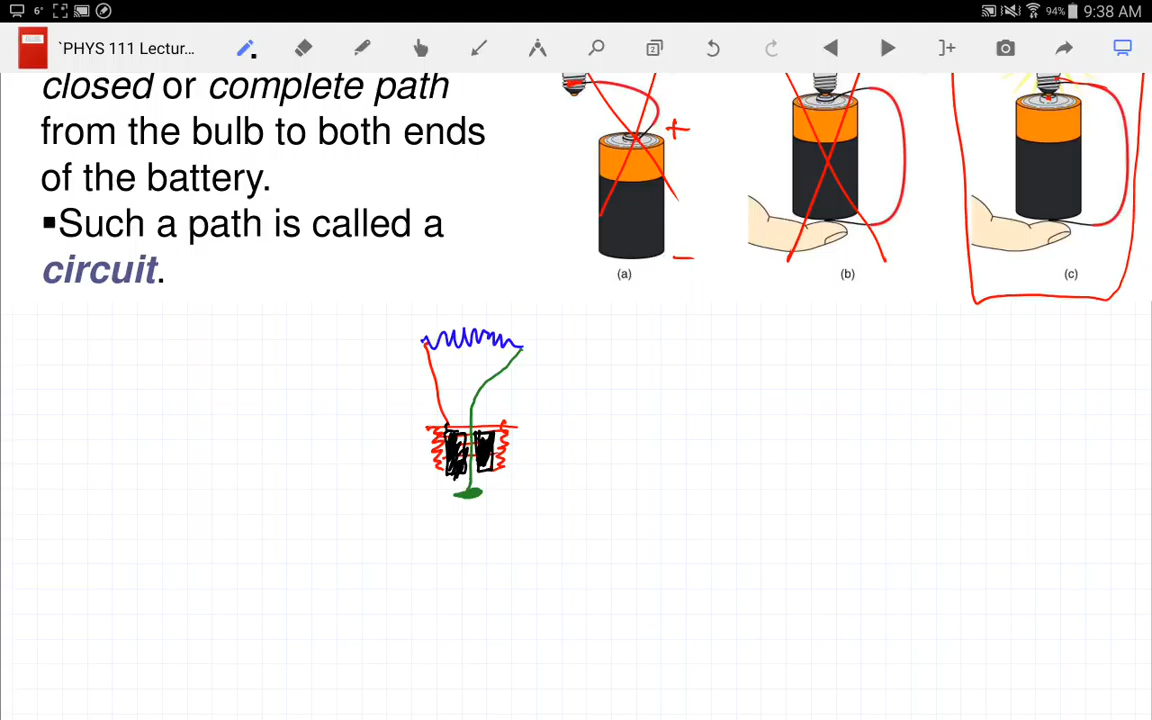 6°
94%
9:38 AM
`PHYS 111 Lectur...
2
closed or complete path
from the bulb to both ends
of the battery.
▪Such a path is called a
circuit.
+
−
(a)
(b)
(c)